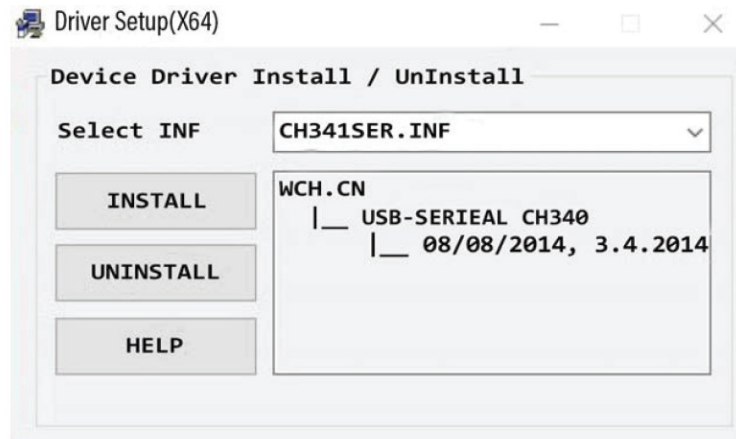 Driver Setup(X64)
Device Driver Install / UnInstall
Select INF
CH341SER.INF
INSTALL
UNINSTALL
HELP
WCH.CN
|__ USB-SERIEAL CH340
|__ 08/08/2014, 3.4.2014